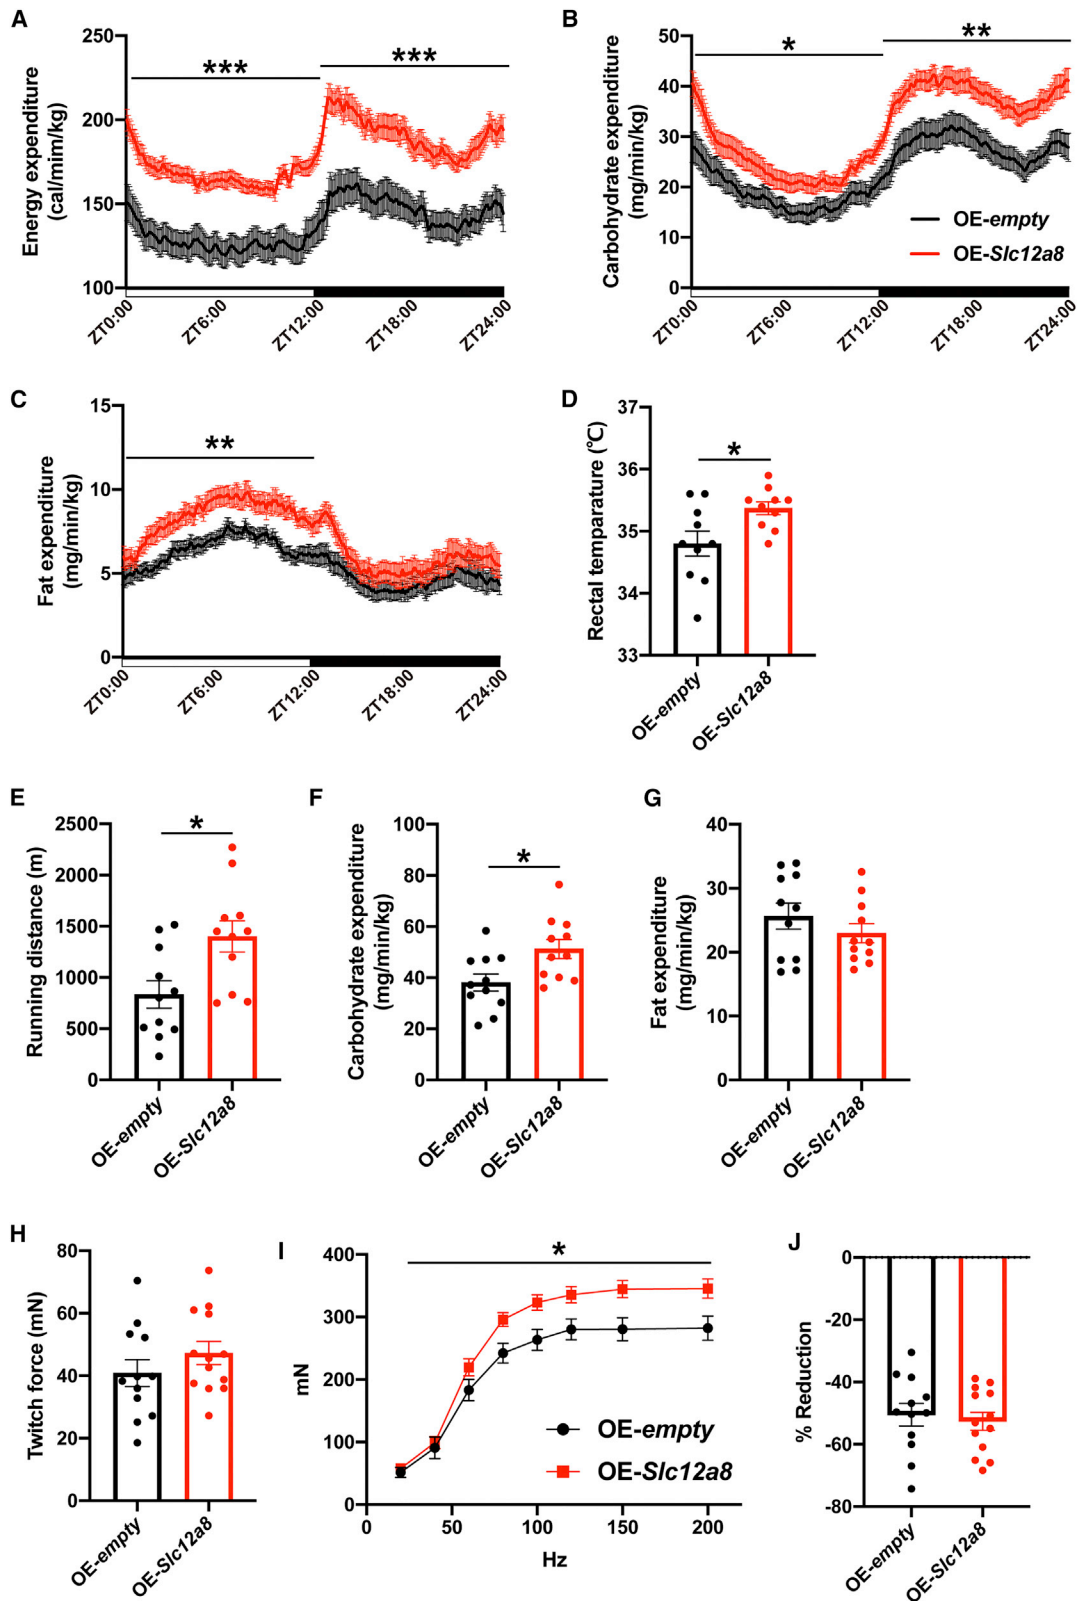 A
Energy expenditure
(cal/mim/kg)
250
200
150
100
***
***
ZT0:00
ZT6:00
ZT12:00
ZT18:00
ZT24:00
B
Carbohydrate expenditure
(mg/min/kg)
50
40
30
20
10
0
*
**
OE-empty
OE-Slc12a8
ZT0:00
ZT6:00
ZT12:00
ZT18:00
ZT24:00
C
Fat expenditure
(mg/min/kg)
15
10
5
0
**
ZT0:00
ZT6:00
ZT12:00
ZT18:00
ZT24:00
D
Rectal temparature (℃)
37
36
35
34
33
*
OE-empty
OE-Slc12a8
E
Running distance (m)
2500
2000
1500
1000
500
0
*
OE-empty
OE-Slc12a8
F
Carbohydrate expenditure
(mg/min/kg)
100
80
60
40
20
0
*
OE-empty
OE-Slc12a8
G
Fat expenditure
(mg/min/kg)
40
30
20
10
0
OE-empty
OE-Slc12a8
H
Twitch force (mN)
80
60
40
20
0
OE-empty
OE-Slc12a8
I
mN
400
300
200
100
0
*
OE-empty
OE-Slc12a8
0
50
100
150
200
Hz
J
% Reduction
0
-20
-40
-60
-80
OE-empty
OE-Slc12a8